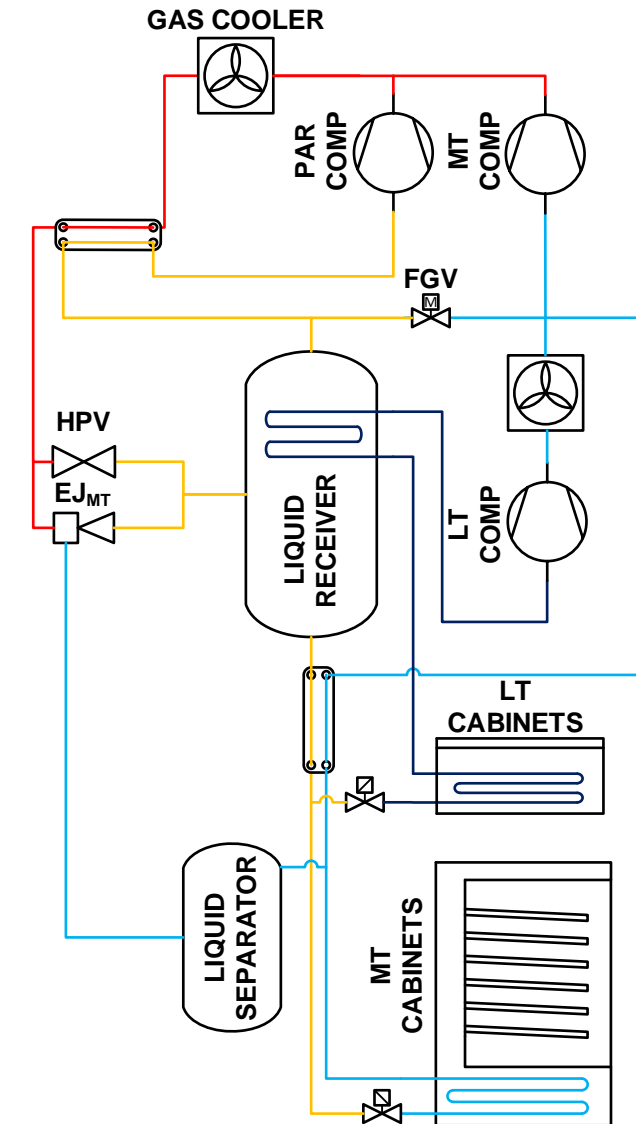 GAS COOLER
PAR
COMP
MT
COMP
FGV
M
HPV
EJMT
LIQUID
RECEIVER
LT
COMP
LT
CABINETS
LIQUID
SEPARATOR
MT
CABINETS